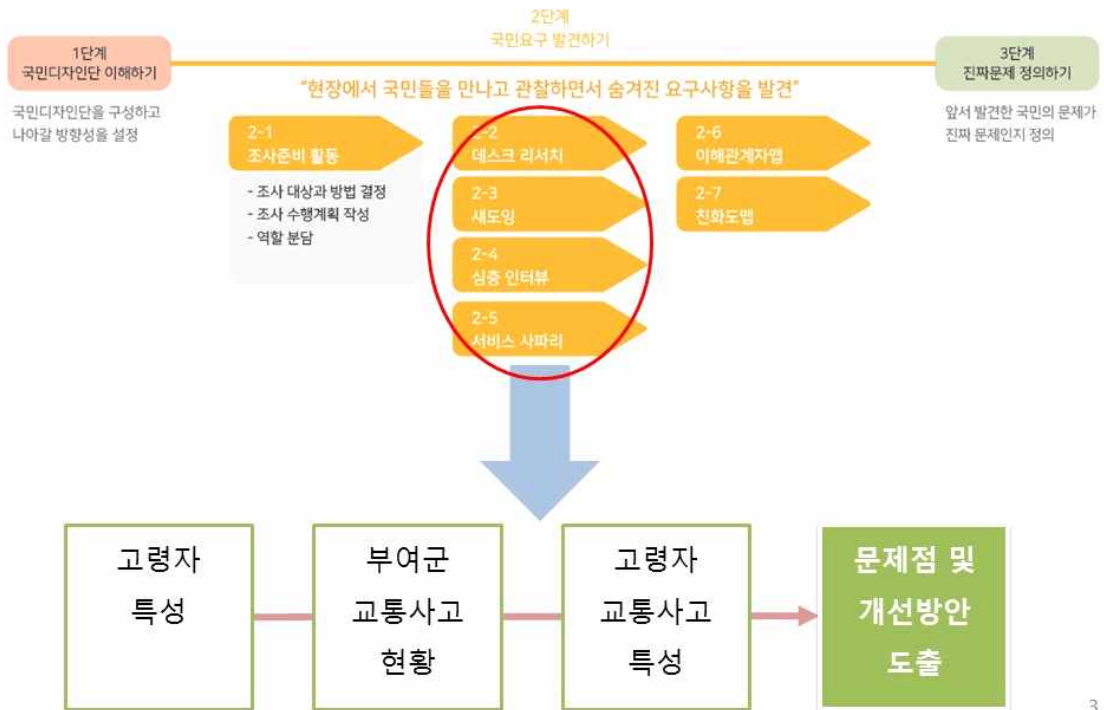 2단계
국민요구 발견하기
1단계
국민디자인단 이해하기
3단계
진짜문제 정의하기
"현장에서 국민들을 만나고 관찰하면서 숨겨진 요구사항을 발견"
국민디자인단을 구성하고
나아갈 방향성을 설정
앞서 발견한 국민의 문제가
진짜 문제인지 정의
2-1
조사준비 활동
- 조사 대상과 방법 결정
- 조사 수행계획 작성
- 역할 분담
2-2
데스크 리서치
2-3
섀도잉
2-4
심층 인터뷰
2-5
서비스 사파리
2-6
이해관계자맵
2-7
친화도맵
고령자
특성
부여군
교통사고
현황
고령자
교통사고
특성
문제점 및
개선방안
도출
3